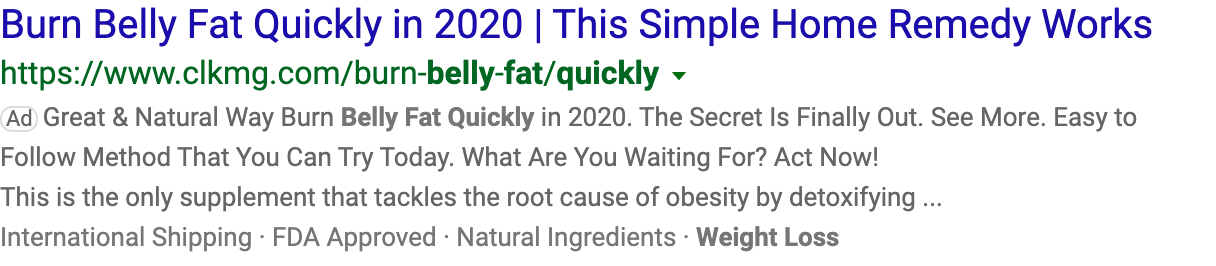 Burn Belly Fat Quickly in 2020 | This Simple Home Remedy Works
https://www.clkmg.com/burn-belly-fat/quickly
Ad Great & Natural Way Burn Belly Fat Quickly in 2020. The Secret Is Finally Out. See More. Easy to
Follow Method That You Can Try Today. What Are You Waiting For? Act Now!
This is the only supplement that tackles the root cause of obesity by detoxifying ...
International Shipping · FDA Approved · Natural Ingredients · Weight Loss